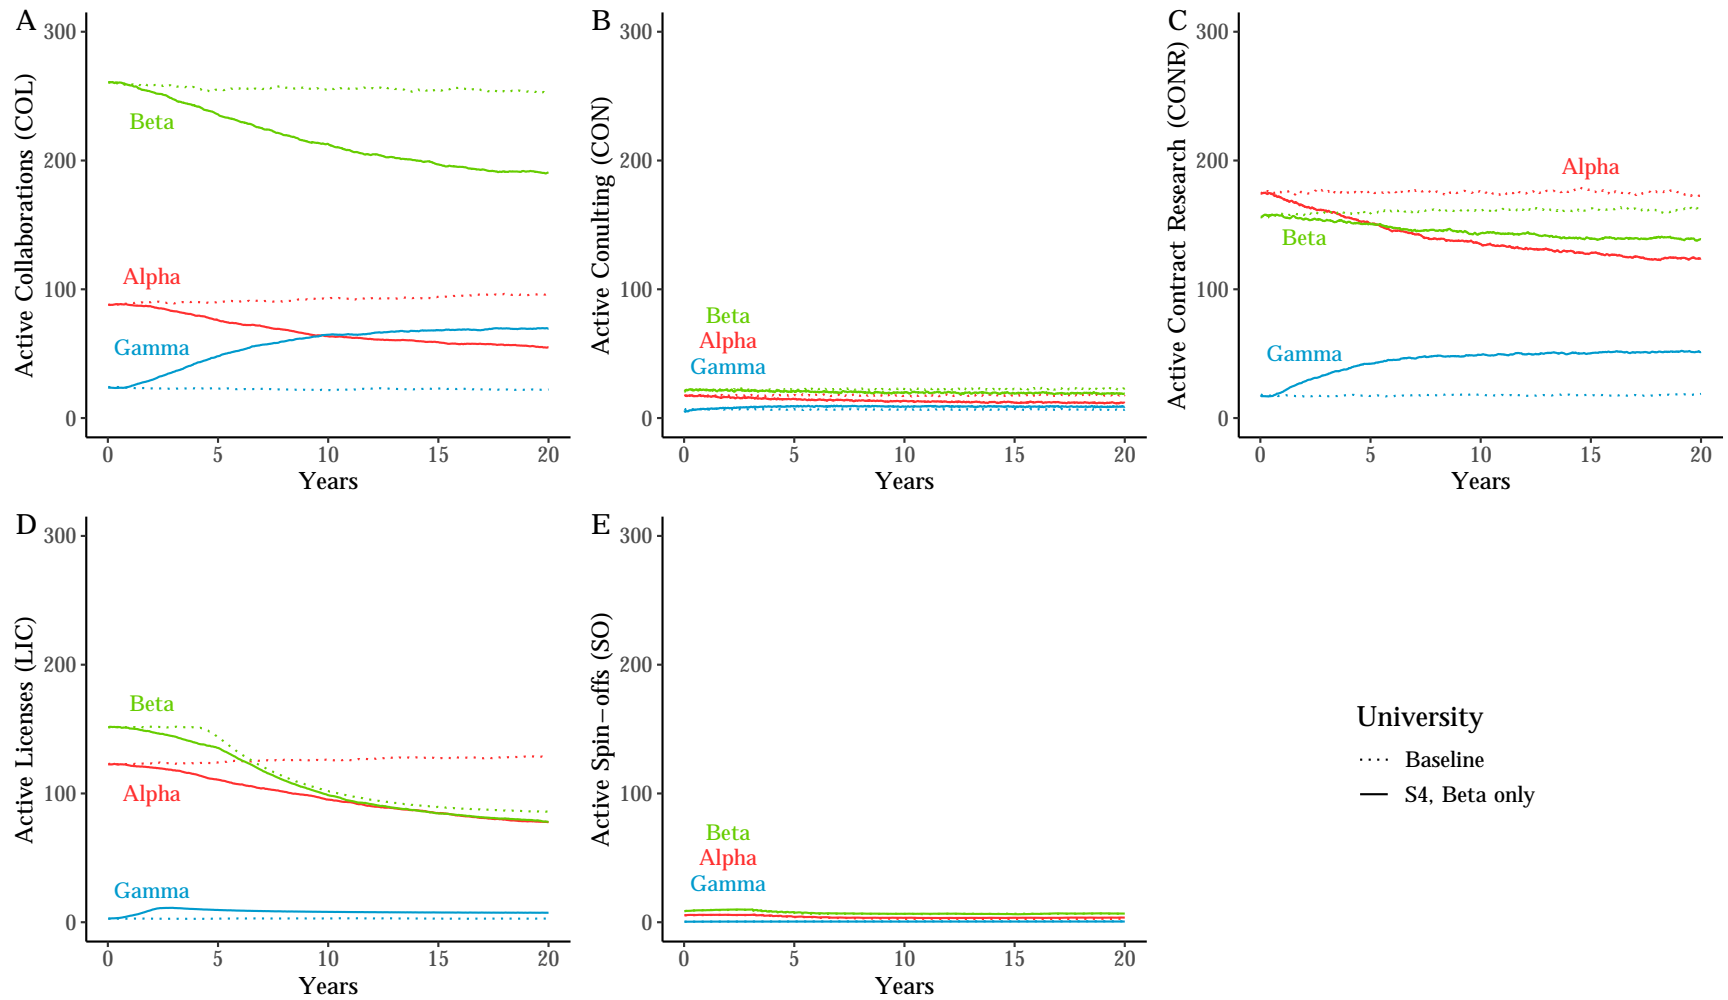 A
Active Collaborations (COL)
300
200
100
0
Beta
Alpha
Gamma
0 5 10 15 20
Years
B
Active Conulting (CON)
300
200
100
0
Beta
Alpha
Gamma
0 5 10 15 20
Years
C
Active Contract Research (CONR)
300
200
100
0
Alpha
Beta
Gamma
0 5 10 15 20
Years
D
Active Licenses (LIC)
300
200
100
0
Beta
Alpha
Gamma
0 5 10 15 20
Years
E
Active Spin−offs (SO)
300
200
100
0
Beta
Alpha
Gamma
0 5 10 15 20
Years
University
Baseline
S4, Beta only